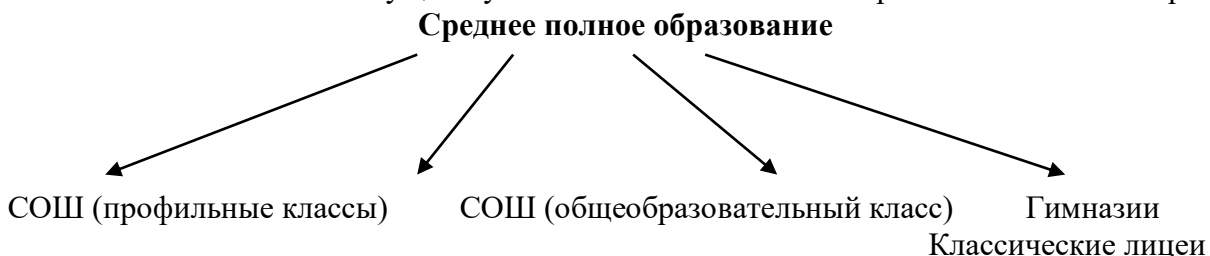 Среднее полное образование
СОШ (профильные классы) СОШ (общеобразовательный класс) Гимназии
Классические лицеи